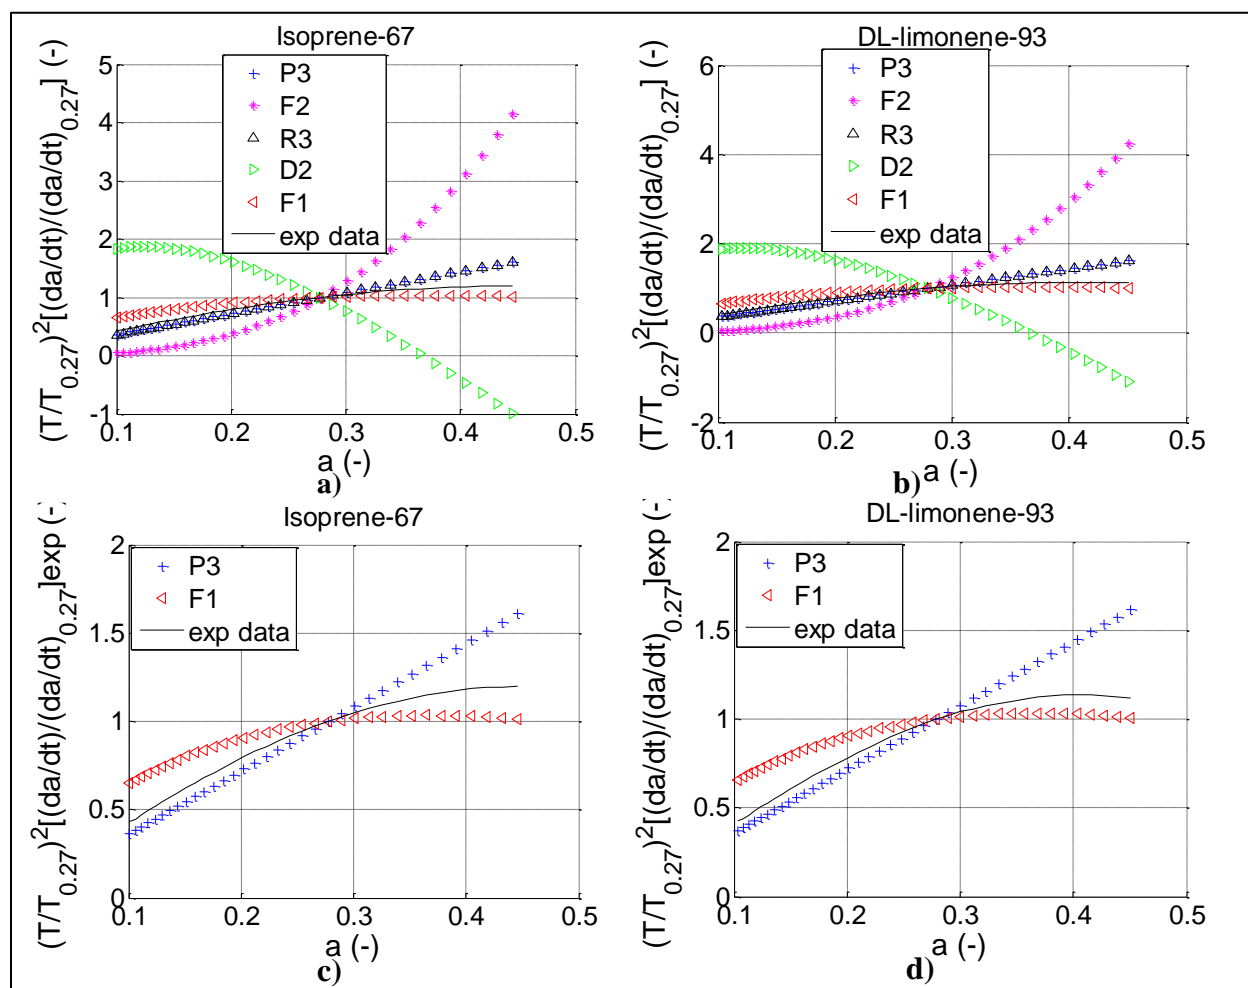 Isoprene-67
(T/T0.27)^2[(da/dt)/(da/dt)0.27] (-)
5
4
3
2
1
0
-1
P3
F2
R3
D2
F1
exp data
0.1 0.2 0.3 0.4 0.5
a (-)
a)
DL-limonene-93
(T/T0.27)^2[(da/dt)/(da/dt)0.27] (-)
6
4
2
0
-2
P3
F2
R3
D2
F1
exp data
0.1 0.2 0.3 0.4 0.5
a (-)
b)
Isoprene-67
(T/T0.27)^2[(da/dt)/(da/dt)0.27]exp (-)
2
1.5
1
0.5
0
P3
F1
exp data
0.1 0.2 0.3 0.4 0.5
a (-)
c)
DL-limonene-93
(T/T0.27)^2[(da/dt)/(da/dt)0.27]exp (-)
2
1.5
1
0.5
0
P3
F1
exp data
0.1 0.2 0.3 0.4 0.5
a (-)
d)